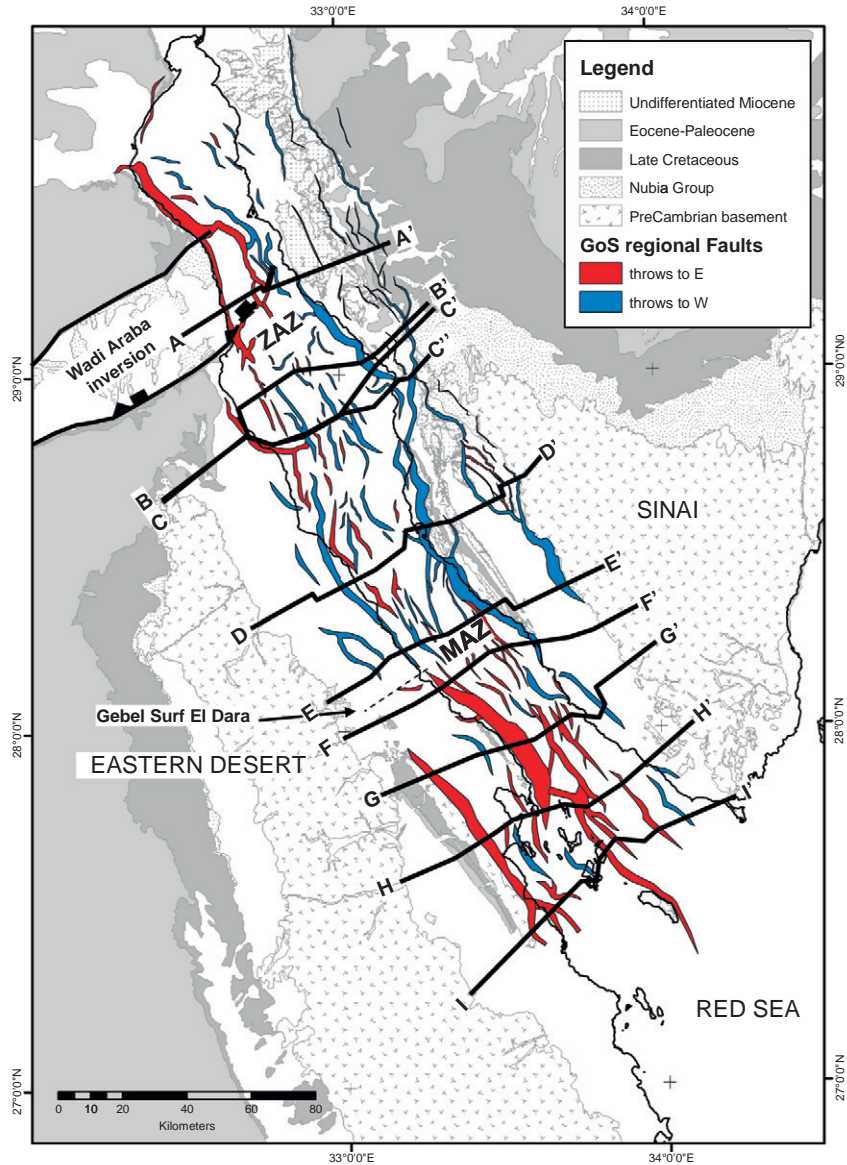 33°0'0"E
34°0'0"E
Legend
Undifferentiated Miocene
Eocene-Paleocene
Late Cretaceous
Nubia Group
PreCambrian basement
GoS regional Faults
throws to E
throws to W
A'
B'
C'
C''
A
ZAZ
Wadi Araba
inversion
29°0'0"N
29°0'0"N0
B
C
D'
SINAI
D
E'
F'
G'
MAZ
E
Gebel Surf El Dara
F
H'
28°0'0"N
28°0'0"N
EASTERN DESERT
G
I'
H
I
RED SEA
27°0'0"N
27°0'0"N
0 10 20 40 60 80
Kilometers
33°0'0"E
34°0'0"E